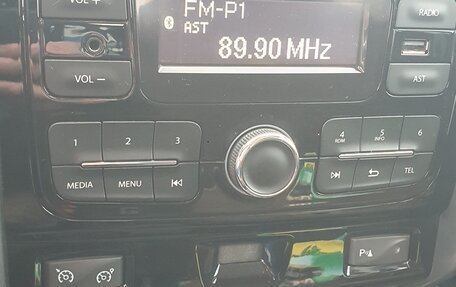 VOL +
FM-P1
AST
89.90 MHz
RADIO
VOL –
AST
1 2 3
4 RDM 5 INFO 6
MEDIA MENU
TEL
P